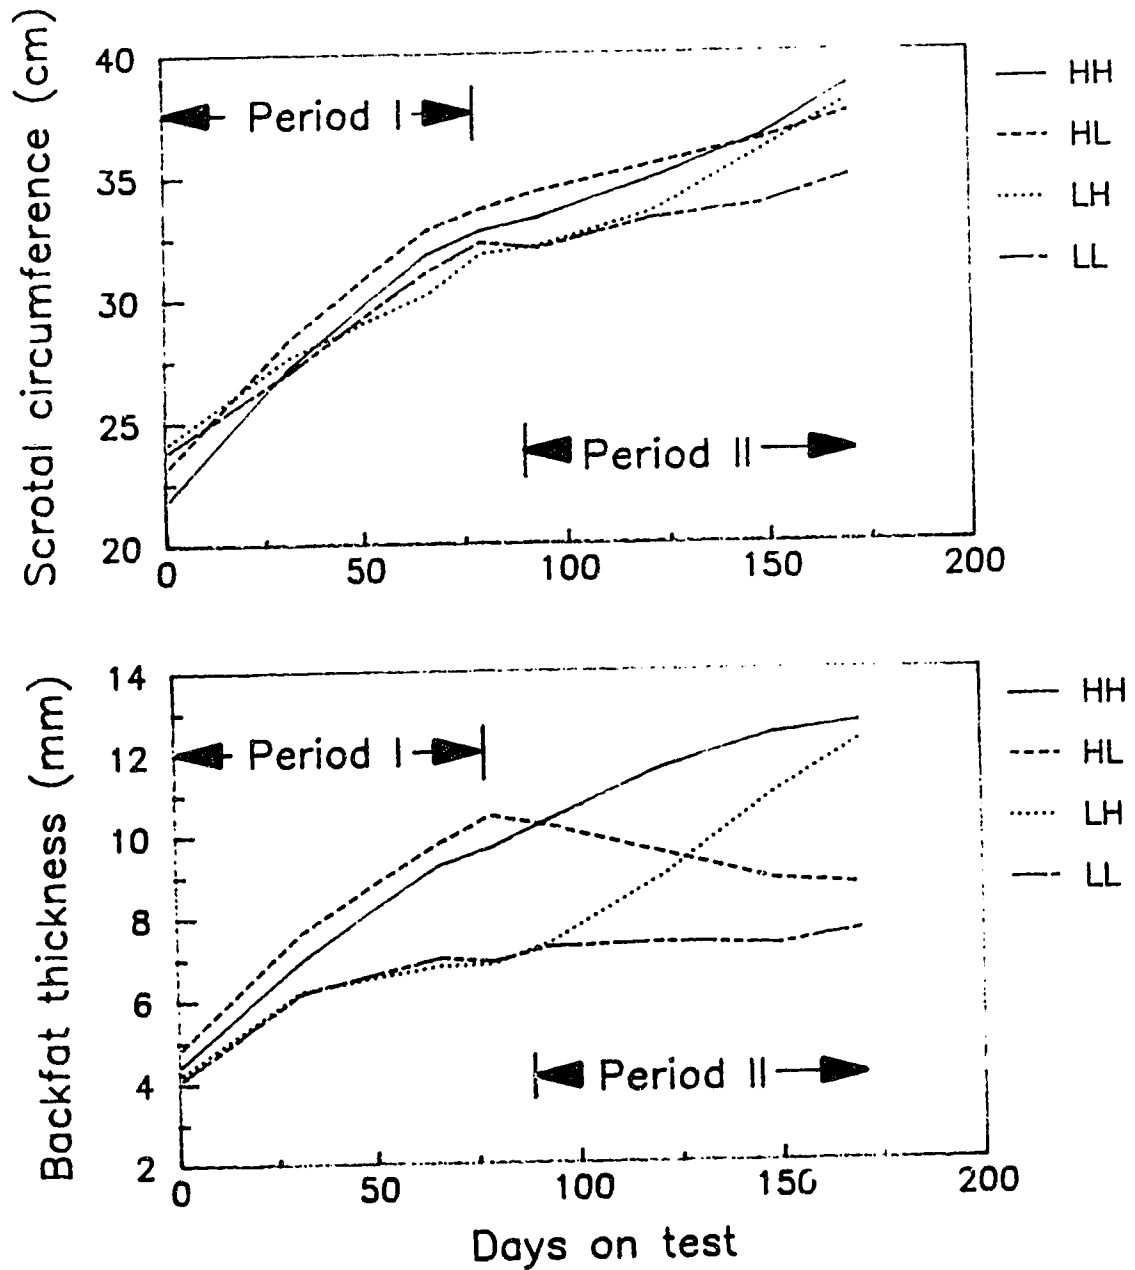 Scrotal circumference (cm)
40
35
30
25
20
Period I
Period II
0 50 100 150 200
HH
HL
LH
LL
Backfat thickness (mm)
14
12
10
8
6
4
2
Period I
Period II
0 50 100 150 200
HH
HL
LH
LL
Days on test